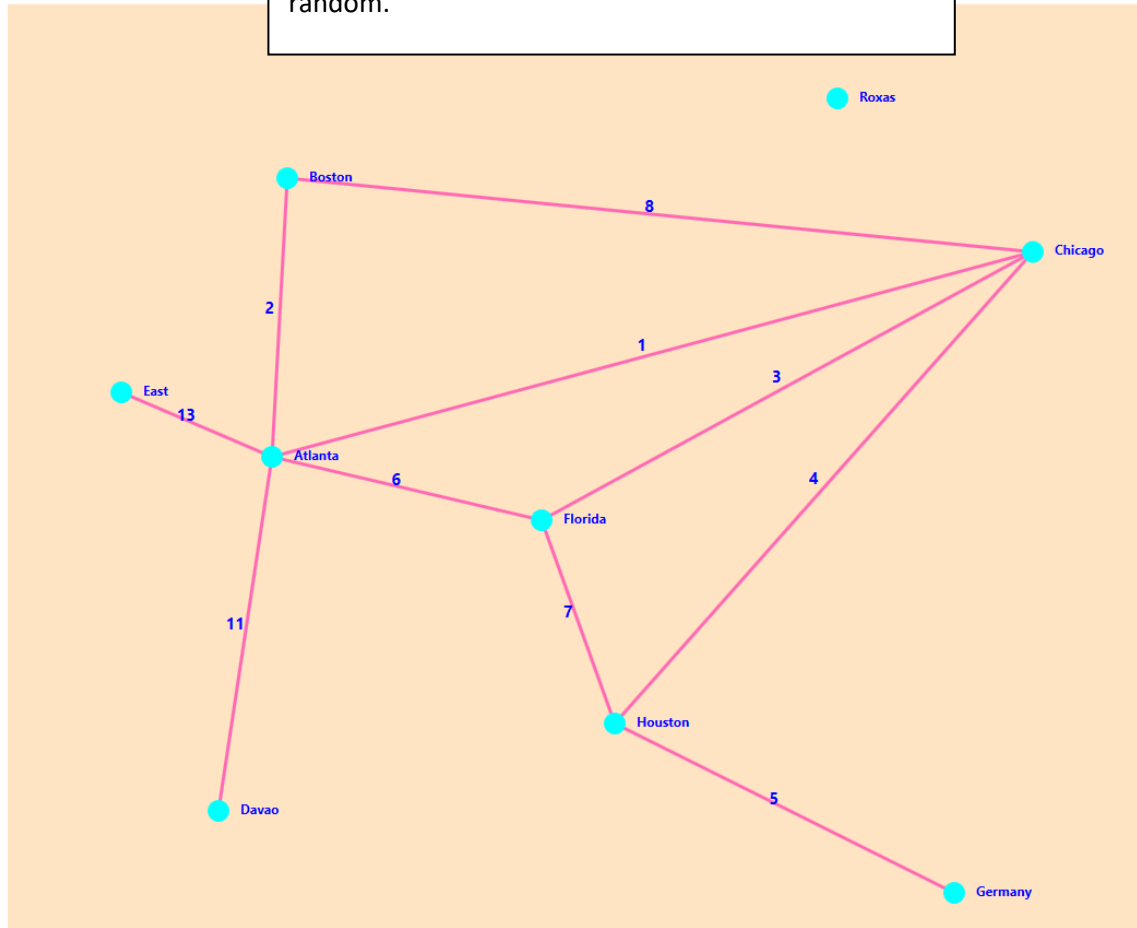 random.
Roxas
Boston
8
Chicago
2
1
3
East
13
Atlanta
6
4
Florida
7
11
Houston
5
Davao
Germany